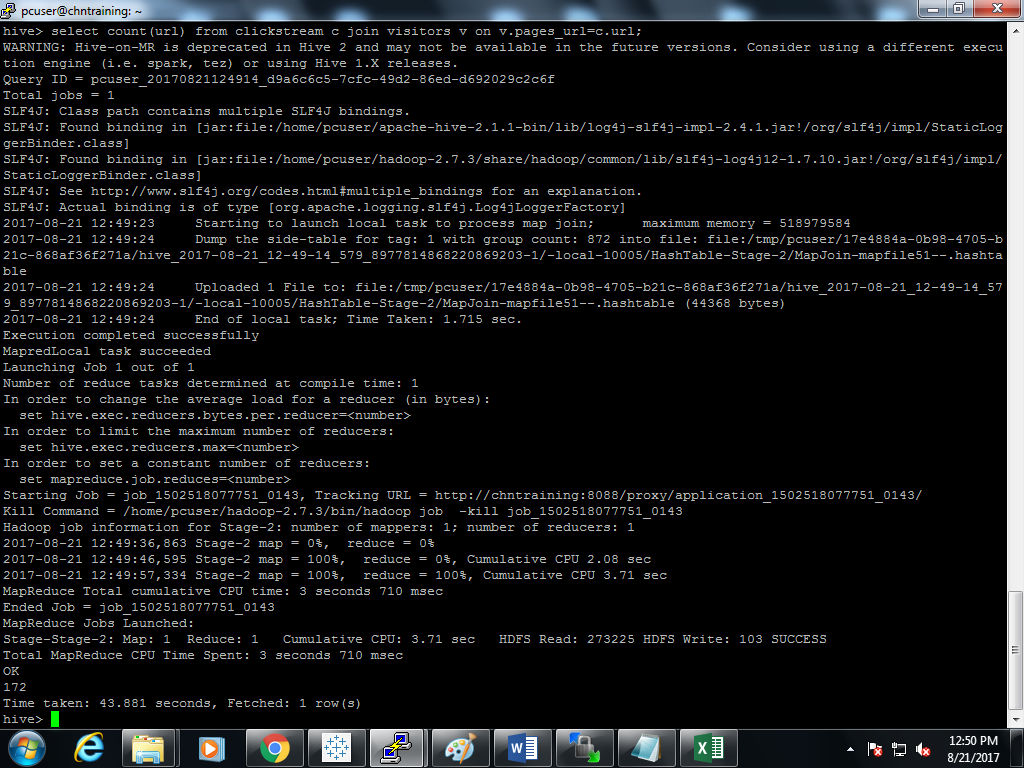 pcuser@chntraining: ~
hive> select count(url) from clickstream c join visitors v on v.pages_url=c.url;
WARNING: Hive-on-MR is deprecated in Hive 2 and may not be available in the future versions. Consider using a different execu
tion engine (i.e. spark, tez) or using Hive 1.X releases.
Query ID = pcuser_20170821124914_d9a6c6c5-7cfc-49d2-86ed-d692029c2c6f
Total jobs = 1
SLF4J: Class path contains multiple SLF4J bindings.
SLF4J: Found binding in [jar:file:/home/pcuser/apache-hive-2.1.1-bin/lib/log4j-slf4j-impl-2.4.1.jar!/org/slf4j/impl/StaticLog
gerBinder.class]
SLF4J: Found binding in [jar:file:/home/pcuser/hadoop-2.7.3/share/hadoop/common/lib/slf4j-log4j12-1.7.10.jar!/org/slf4j/impl/
StaticLoggerBinder.class]
SLF4J: See http://www.slf4j.org/codes.html#multiple_bindings for an explanation.
SLF4J: Actual binding is of type [org.apache.logging.slf4j.Log4jLoggerFactory]
2017-08-21 12:49:23     Starting to launch local task to process map join;      maximum memory = 518979584
2017-08-21 12:49:24     Dump the side-table for tag: 1 with group count: 872 into file: file:/tmp/pcuser/17e4884a-0b98-4705-b
21c-868af36f271a/hive_2017-08-21_12-49-14_579_8977814868220869203-1/-local-10005/HashTable-Stage-2/MapJoin-mapfile51--.hashta
ble
2017-08-21 12:49:24     Uploaded 1 File to: file:/tmp/pcuser/17e4884a-0b98-4705-b21c-868af36f271a/hive_2017-08-21_12-49-14_57
9_8977814868220869203-1/-local-10005/HashTable-Stage-2/MapJoin-mapfile51--.hashtable (44368 bytes)
2017-08-21 12:49:24     End of local task; Time Taken: 1.715 sec.
Execution completed successfully
MapredLocal task succeeded
Launching Job 1 out of 1
Number of reduce tasks determined at compile time: 1
In order to change the average load for a reducer (in bytes):
  set hive.exec.reducers.bytes.per.reducer=<number>
In order to limit the maximum number of reducers:
  set hive.exec.reducers.max=<number>
In order to set a constant number of reducers:
  set mapreduce.job.reduces=<number>
Starting Job = job_1502518077751_0143, Tracking URL = http://chntraining:8088/proxy/application_1502518077751_0143/
Kill Command = /home/pcuser/hadoop-2.7.3/bin/hadoop job  -kill job_1502518077751_0143
Hadoop job information for Stage-2: number of mappers: 1; number of reducers: 1
2017-08-21 12:49:36,863 Stage-2 map = 0%,  reduce = 0%
2017-08-21 12:49:46,595 Stage-2 map = 100%,  reduce = 0%, Cumulative CPU 2.08 sec
2017-08-21 12:49:57,334 Stage-2 map = 100%,  reduce = 100%, Cumulative CPU 3.71 sec
MapReduce Total cumulative CPU time: 3 seconds 710 msec
Ended Job = job_1502518077751_0143
MapReduce Jobs Launched:
Stage-Stage-2: Map: 1  Reduce: 1   Cumulative CPU: 3.71 sec   HDFS Read: 273225 HDFS Write: 103 SUCCESS
Total MapReduce CPU Time Spent: 3 seconds 710 msec
OK
172
Time taken: 43.881 seconds, Fetched: 1 row(s)
hive>
12:50 PM
8/21/2017